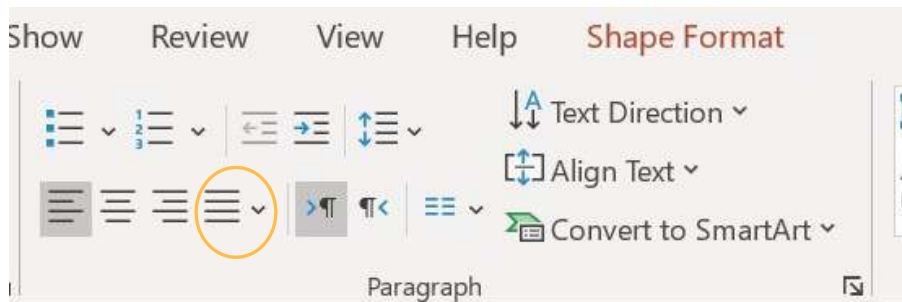 Show Review View Help Shape Format
Text Direction
Align Text
Convert to SmartArt
Paragraph